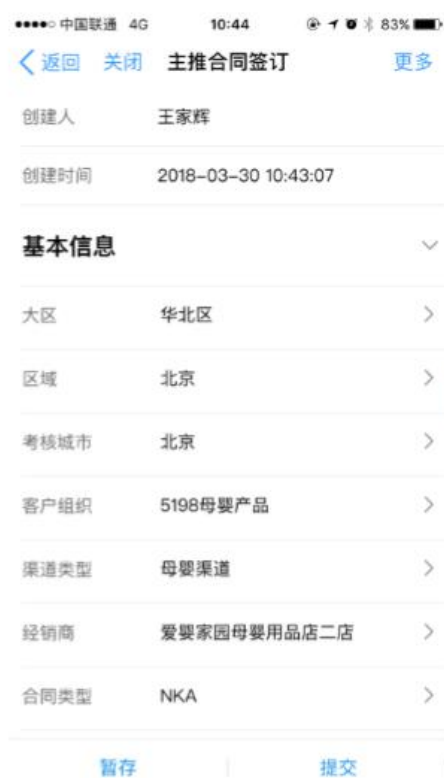 中国联通 4G 10:44 83%
返回 关闭 主推合同签订 更多
创建人 王家辉
创建时间 2018-03-30 10:43:07
基本信息
大区 华北区
区域 北京
考核城市 北京
客户组织 5198母婴产品
渠道类型 母婴渠道
经销商 爱婴家园母婴用品店二店
合同类型 NKA
暂存 提交